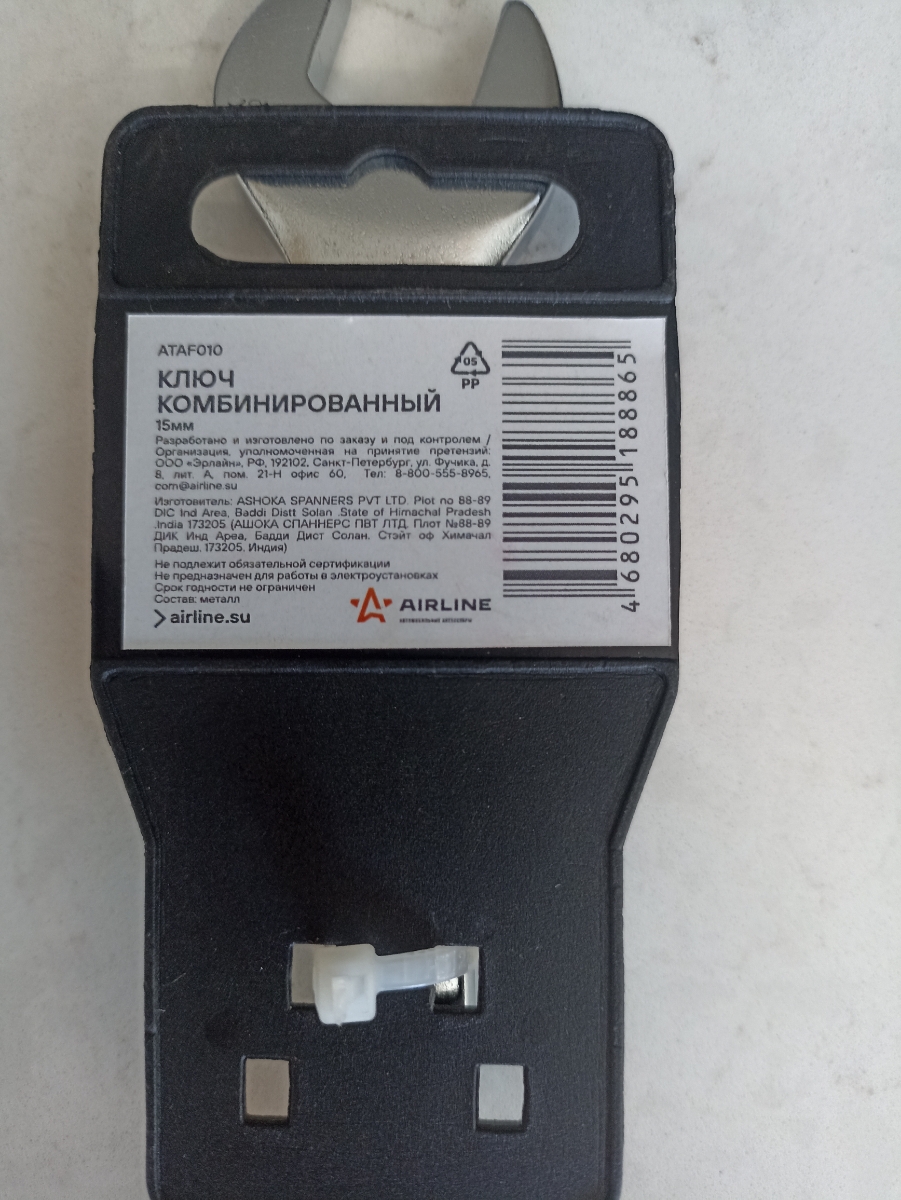 ATAF010
КЛЮЧ
КОМБИНИРОВАННЫЙ
15мм
Разработано и изготовлено по заказу и под контролем /
Организация, уполномоченная на принятие претензий:
ООО «Эрлайн», РФ, 192102, Санкт-Петербург, ул. Фучика, д.
8, лит. А, пом. 21-Н офис 60, Тел: 8-800-555-8965,
com@airline.su
Изготовитель: ASHOKA SPANNERS PVT LTD. Plot no 88-89
DIC Ind Area, Baddi Distt Solan .State of Himachal Pradesh
.India 173205 (АШОКА СПАННЕРС ПВТ ЛТД. Плот №88-89
ДИК Инд Ареа, Бадди Дист Солан. Стэйт оф Химачал
Прадеш. 173205. Индия)
Не подлежит обязательной сертификации
Не предназначен для работы в электроустановках
Срок годности не ограничен
Состав: металл
airline.su
AIRLINE
05
PP
4 680295 188865